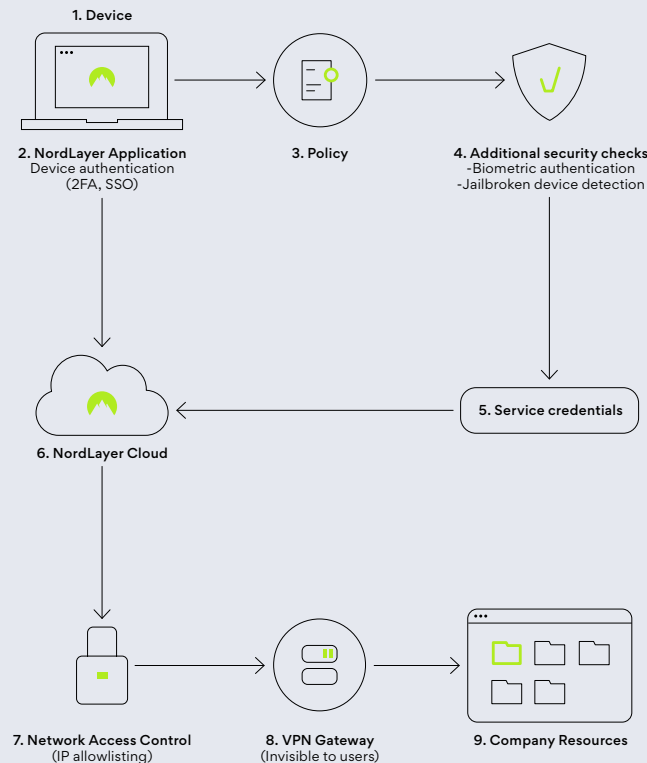 1. Device
2. NordLayer Application
Device authentication
(2FA, SSO)
3. Policy
4. Additional security checks
-Biometric authentication
-Jailbroken device detection
5. Service credentials
6. NordLayer Cloud
7. Network Access Control
(IP allowlisting)
8. VPN Gateway
(Invisible to users)
9. Company Resources